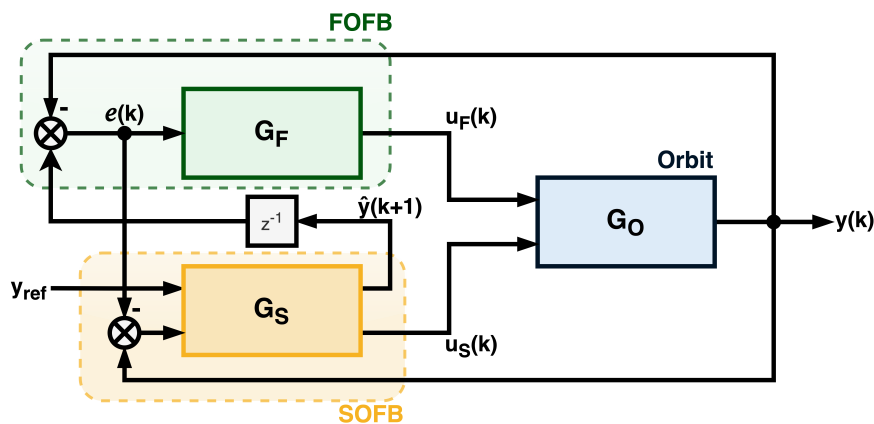 FOFB
-
e(k)
G_F
u_F(k)
Orbit
G_O
y(k)
z⁻¹
ŷ(k+1)
y_ref
-
G_S
u_S(k)
SOFB